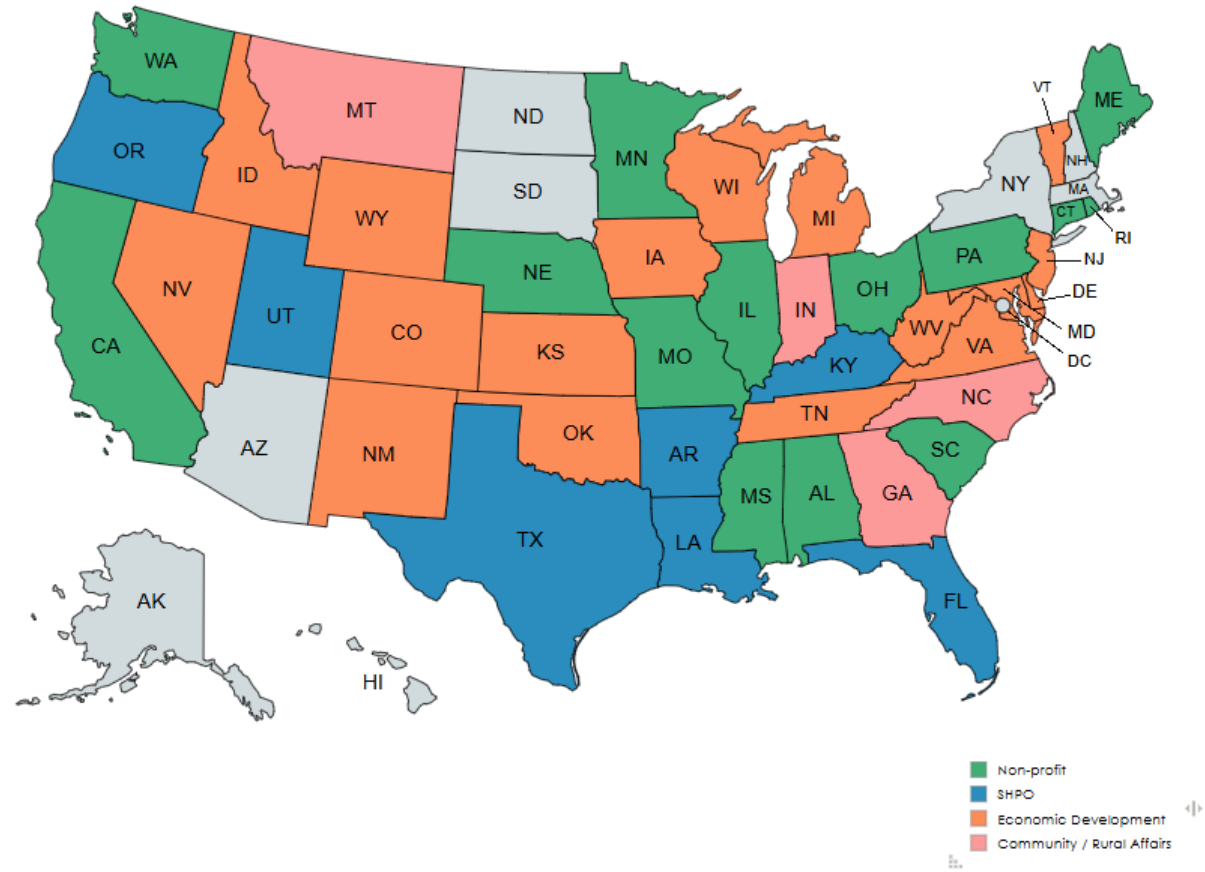 WA
MT
ND
MN
VT
ME
OR
ID
SD
WI
MI
NY
NH
MA
CT
RI
WY
NV
UT
CO
NE
IA
IL
IN
OH
PA
NJ
DE
MD
DC
CA
KS
MO
KY
WV
VA
AZ
NM
OK
AR
TN
NC
SC
TX
LA
MS
AL
GA
FL
AK
HI
Non-profit
SHPO
Economic Development
Community / Rural Affairs